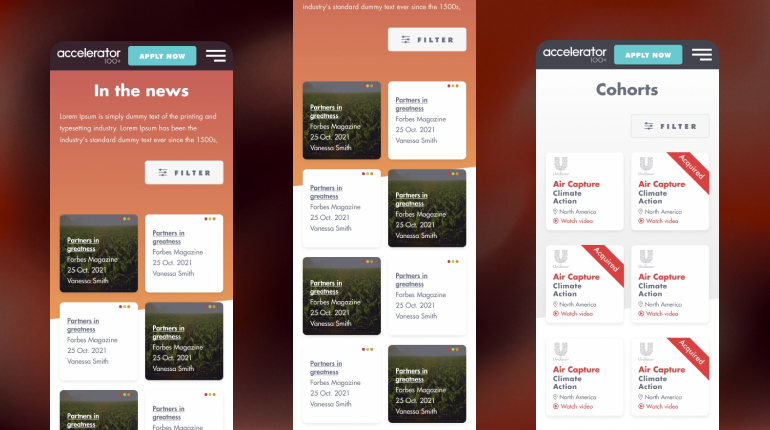 accelerator
100+
APPLY NOW
In the news
Lorem Ipsum is simply dummy text of the printing and
typesetting industry. Lorem Ipsum has been the
industry's standard dummy text ever since the 1500s,
FILTER
Partners in
greatness
Forbes Magazine
25 Oct. 2021
Vanessa Smith
Partners in
greatness
Forbes Magazine
25 Oct. 2021
Vanessa Smith
Partners in
greatness
Forbes Magazine
25 Oct. 2021
Vanessa Smith
Partners in
greatness
Forbes Magazine
25 Oct. 2021
Vanessa Smith
Partners in
greatness
Partners in
greatness
Forbes Magazine
industry's standard dummy text ever since the 1500s,
FILTER
Partners in
greatness
Forbes Magazine
25 Oct. 2021
Vanessa Smith
Partners in
greatness
Forbes Magazine
25 Oct. 2021
Vanessa Smith
Partners in
greatness
Forbes Magazine
25 Oct. 2021
Vanessa Smith
Partners in
greatness
Forbes Magazine
25 Oct. 2021
Vanessa Smith
Partners in
greatness
Forbes Magazine
25 Oct. 2021
Vanessa Smith
Partners in
greatness
Forbes Magazine
25 Oct. 2021
Vanessa Smith
Partners in
greatness
Forbes Magazine
25 Oct. 2021
Vanessa Smith
Partners in
greatness
Forbes Magazine
25 Oct. 2021
Vanessa Smith
accelerator
100+
APPLY NOW
Cohorts
FILTER
Air Capture
Climate
Action
North America
Watch video
Acquired
Air Capture
Climate
Action
North America
Watch video
Acquired
Air Capture
Climate
Action
North America
Watch video
Air Capture
Climate
Action
North America
Watch video
Air Capture
Climate
Action
North America
Watch video
Acquired
Air Capture
Climate
Action
North America
Watch video